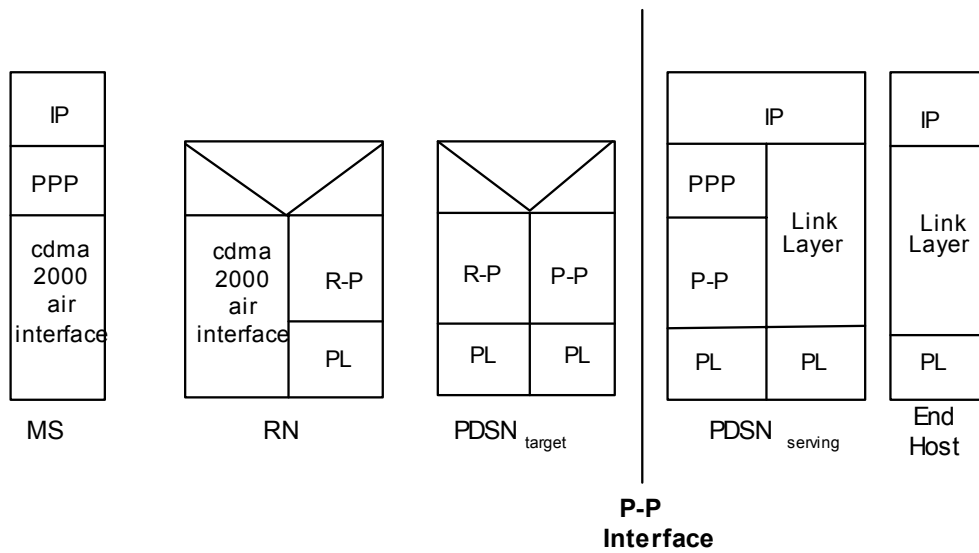 IP
PPP
cdma
2000
air
interface
MS
cdma
2000
air
interface
R-P
PL
RN
R-P
P-P
PL
PL
PDSN target
IP
PPP
Link
Layer
P-P
PL
PL
PDSN serving
IP
Link
Layer
PL
End
Host
P-P
Interface